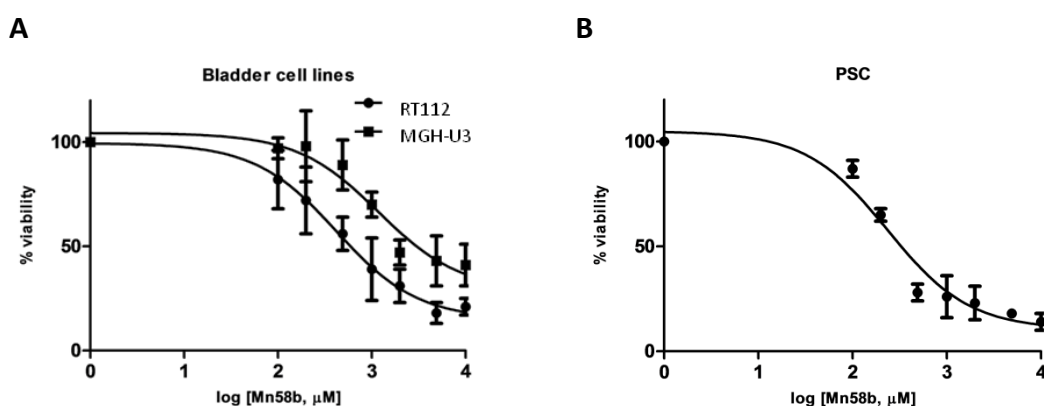 A
Bladder cell lines
RT112
MGH-U3
% viability
100
50
0
0 1 2 3 4
log [Mn58b, μM]
B
PSC
% viability
100
50
0
0 1 2 3 4
log [Mn58b, μM]